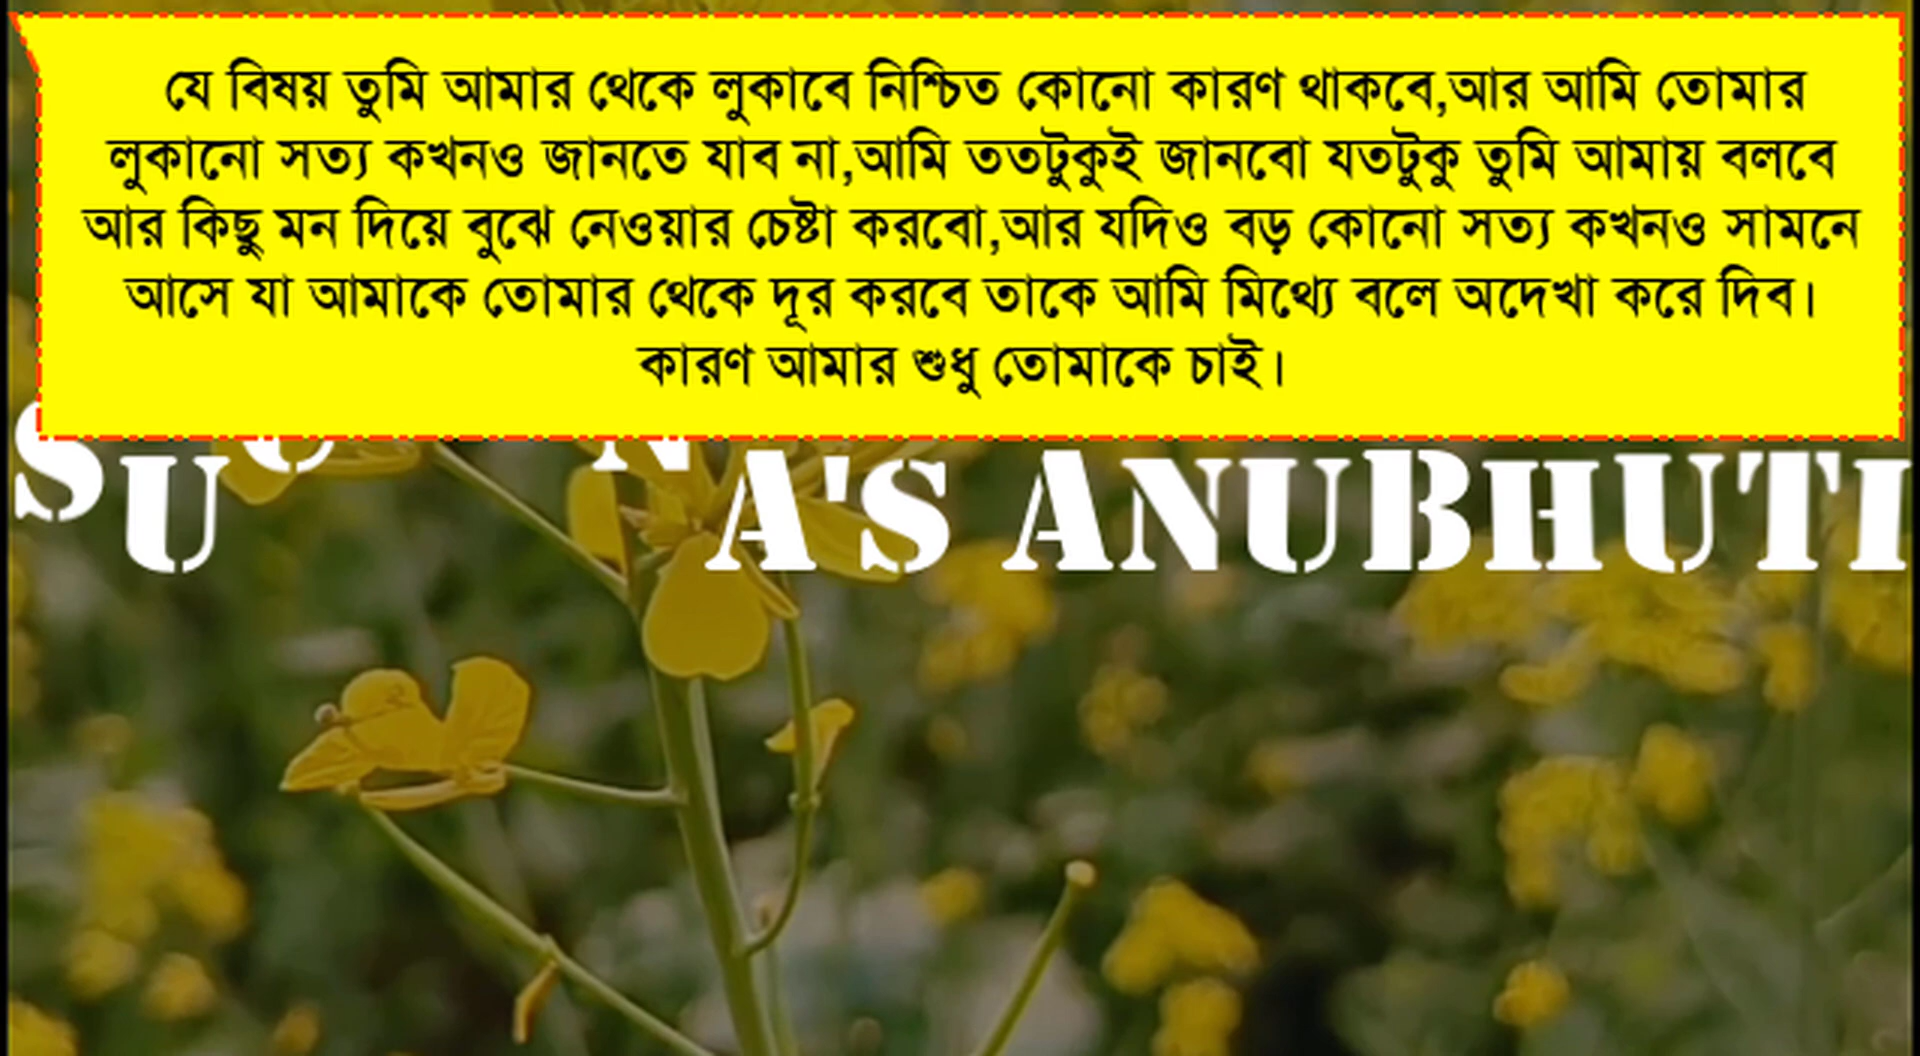 যে বিষয় তুমি আমার থেকে লুকাবে নিশ্চিত কোনো কারণ থাকবে,আর আমি তোমার
লুকানো সত্য কখনও জানতে যাব না,আমি ততটুকুই জানবো যতটুকু তুমি আমায় বলবে
আর কিছু মন দিয়ে বুঝে নেওয়ার চেষ্টা করবো,আর যদিও বড় কোনো সত্য কখনও সামনে
আসে যা আমাকে তোমার থেকে দূর করবে তাকে আমি মিথ্যে বলে অদেখা করে দিব।
কারণ আমার শুধু তোমাকে চাই।
ANUBHUTI